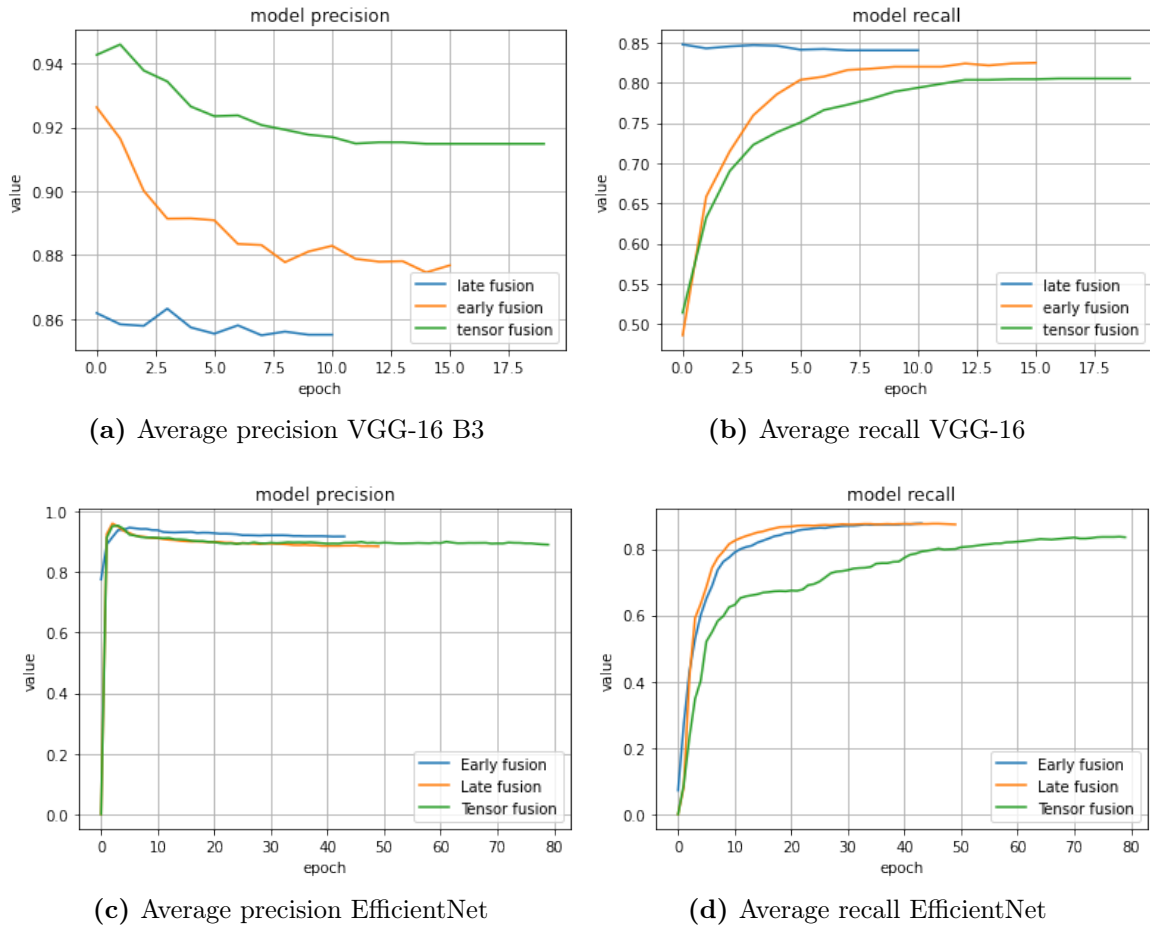 model precision
value
0.94
0.92
0.90
0.88
0.86
late fusion
early fusion
tensor fusion
0.0 2.5 5.0 7.5 10.0 12.5 15.0 17.5
epoch
(a) Average precision VGG-16 B3
model recall
value
0.85
0.80
0.75
0.70
0.65
0.60
0.55
0.50
late fusion
early fusion
tensor fusion
0.0 2.5 5.0 7.5 10.0 12.5 15.0 17.5
epoch
(b) Average recall VGG-16
model precision
value
1.0
0.8
0.6
0.4
0.2
0.0
Early fusion
Late fusion
Tensor fusion
0 10 20 30 40 50 60 70 80
epoch
(c) Average precision EfficientNet
model recall
value
0.8
0.6
0.4
0.2
0.0
Early fusion
Late fusion
Tensor fusion
0 10 20 30 40 50 60 70 80
epoch
(d) Average recall EfficientNet